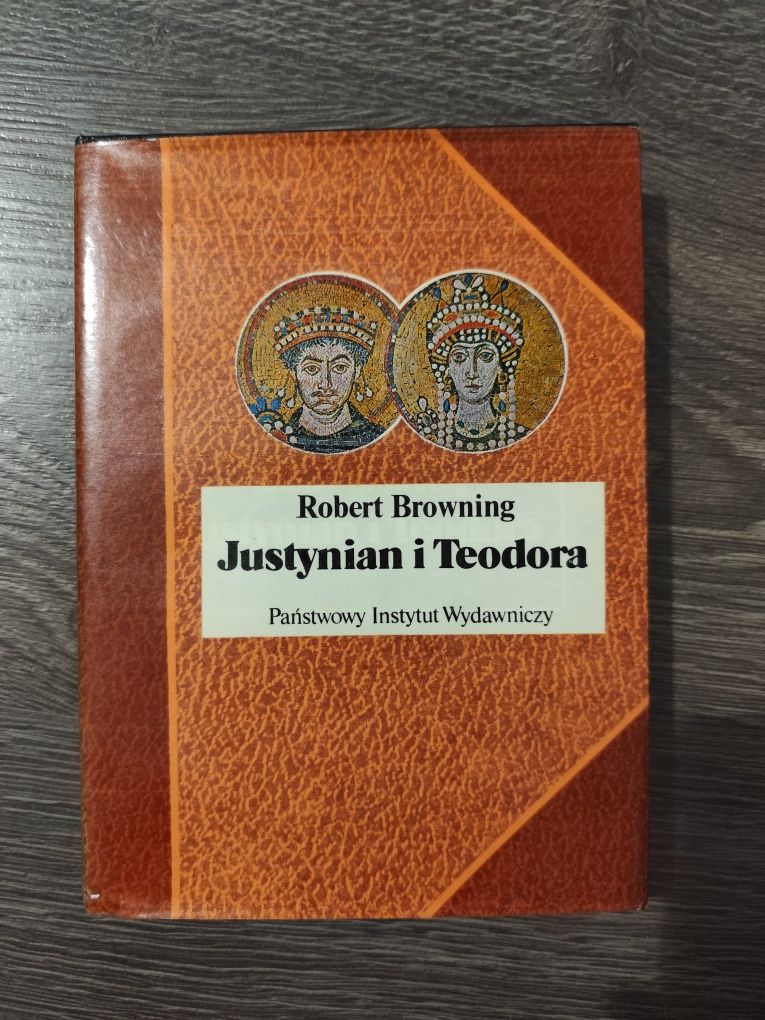 Robert Browning
Justynian i Teodora
Państwowy Instytut Wydawniczy